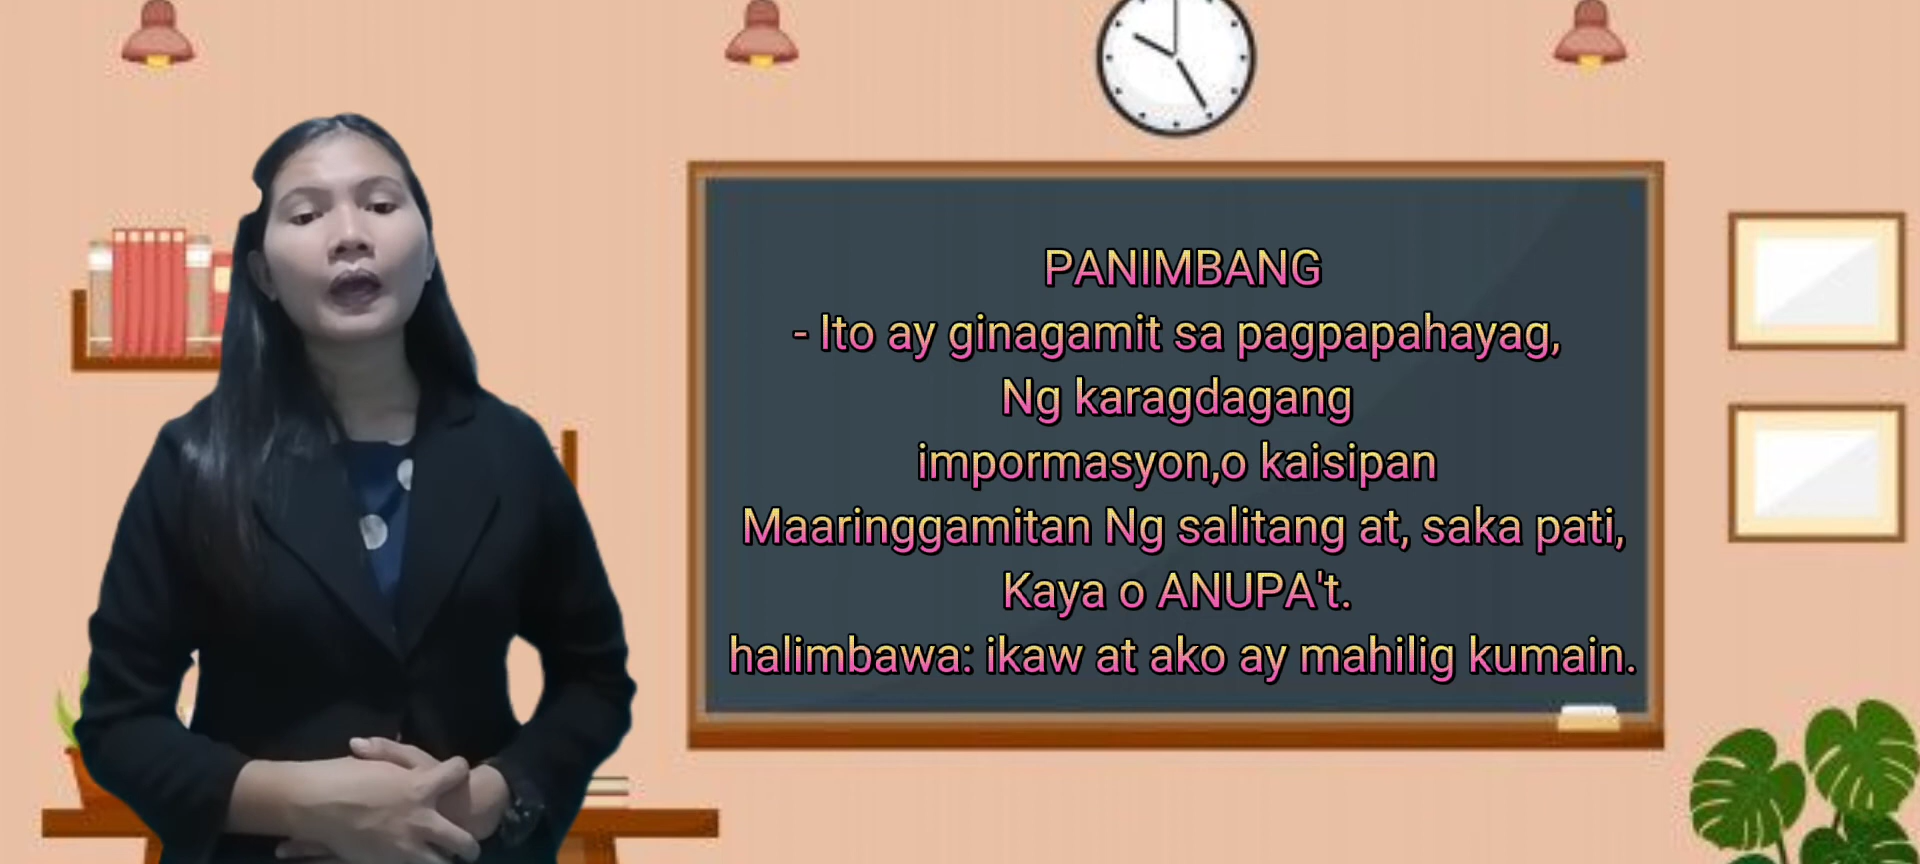 PANIMBANG
- Ito ay ginagamit sa pagpapahayag,
Ng karagdagang
impormasyon,o kaisipan
Maaringgamitan Ng salitang at, saka pati,
Kaya o ANUPA't.
halimbawa: ikaw at ako ay mahilig kumain.